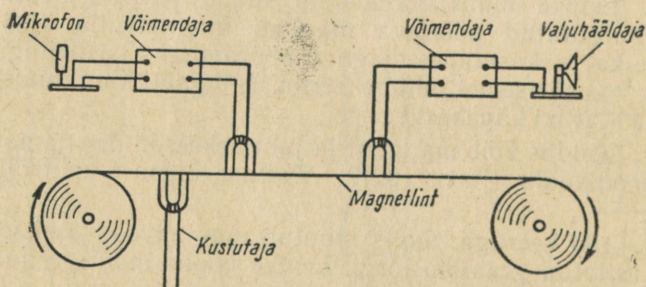 Mikrofon
Võimendaja
Võimendaja
Valjuhääldaja
Magnetlint
Kustutaja